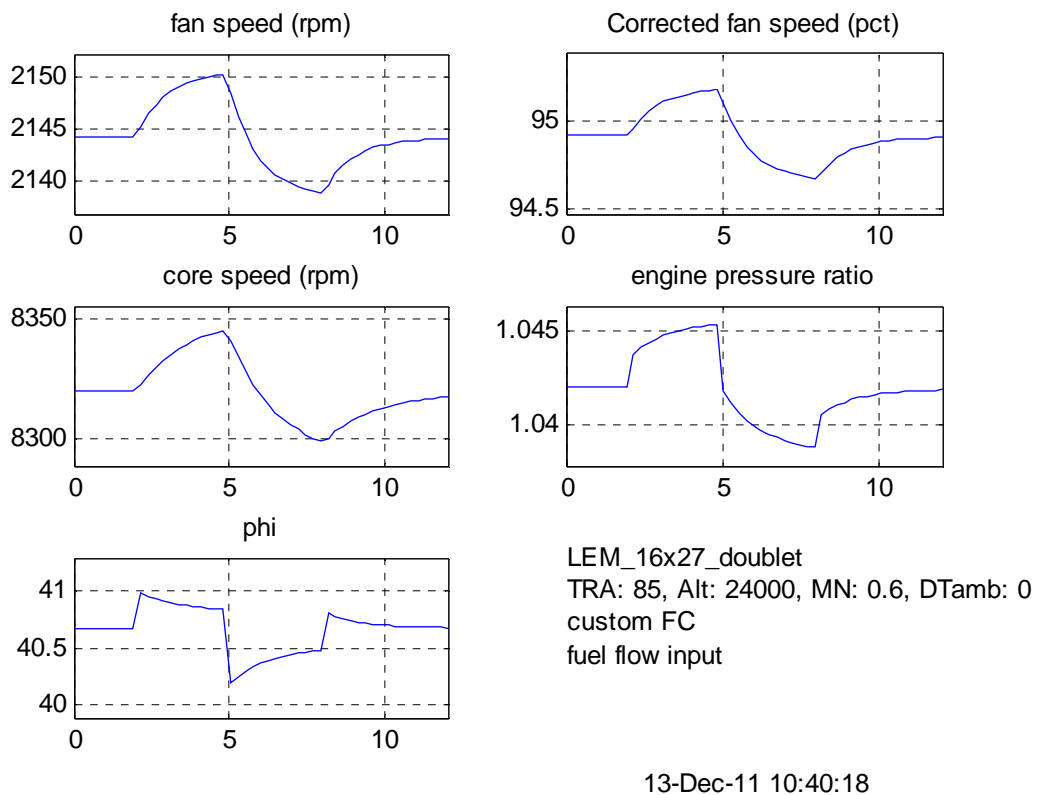 fan speed (rpm)
2150
2145
2140
0 5 10
Corrected fan speed (pct)
95
94.5
0 5 10
core speed (rpm)
8350
8300
0 5 10
engine pressure ratio
1.045
1.04
0 5 10
phi
41
40.5
40
0 5 10
LEM_16x27_doublet
TRA: 85, Alt: 24000, MN: 0.6, DTamb: 0
custom FC
fuel flow input
13-Dec-11 10:40:18